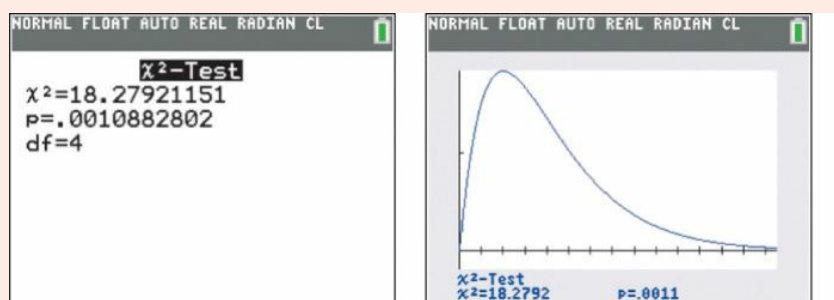 NORMAL FLOAT AUTO REAL RADIAN CL
χ²-Test
χ²=18.27921151
p=.0010882802
df=4
NORMAL FLOAT AUTO REAL RADIAN CL
χ²-Test
χ²=18.2792 p=.0011